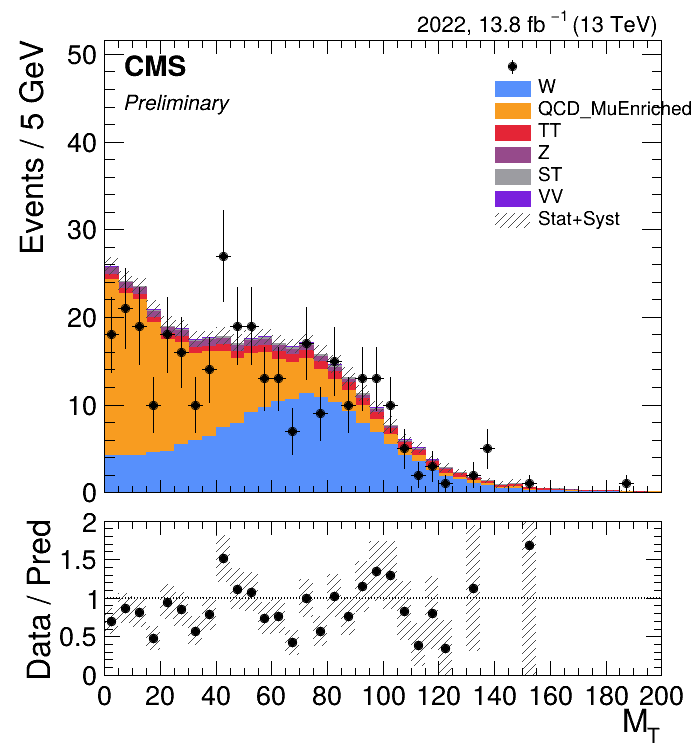 2022, 13.8 fb⁻¹ (13 TeV)
CMS
Preliminary
W
QCD_MuEnriched
TT
Z
ST
VV
Stat+Syst
Events / 5 GeV
50
40
30
20
10
0
Data / Pred
2
1.5
1
0.5
0
0 20 40 60 80 100 120 140 160 180 200
M_T